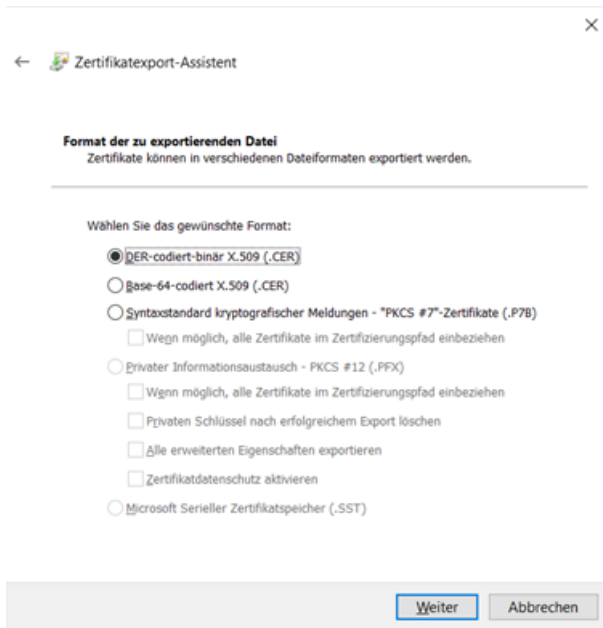 Zertifikatexport-Assistent
Format der zu exportierenden Datei
Zertifikate können in verschiedenen Dateiformaten exportiert werden.
Wählen Sie das gewünschte Format:
DER-codiert-binär X.509 (.CER)
Base-64-codiert X.509 (.CER)
Syntaxstandard kryptografischer Meldungen - "PKCS #7"-Zertifikate (.P7B)
Wenn möglich, alle Zertifikate im Zertifizierungspfad einbeziehen
Privater Informationsaustausch - PKCS #12 (.PFX)
Wenn möglich, alle Zertifikate im Zertifizierungspfad einbeziehen
Privaten Schlüssel nach erfolgreichem Export löschen
Alle erweiterten Eigenschaften exportieren
Zertifikatdatenschutz aktivieren
Microsoft Serieller Zertifikatspeicher (.SST)
Weiter Abbrechen